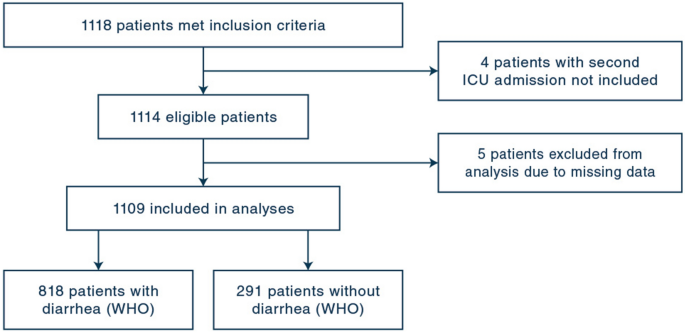 1118 patients met inclusion criteria
4 patients with second
ICU admission not included
1114 eligible patients
5 patients excluded from
analysis due to missing data
1109 included in analyses
818 patients with
diarrhea (WHO)
291 patients without
diarrhea (WHO)